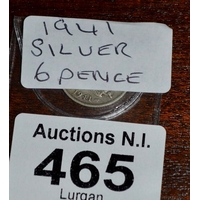 1941
SILVER
6 PENCE
Auctions N.I.
465
Lurgan